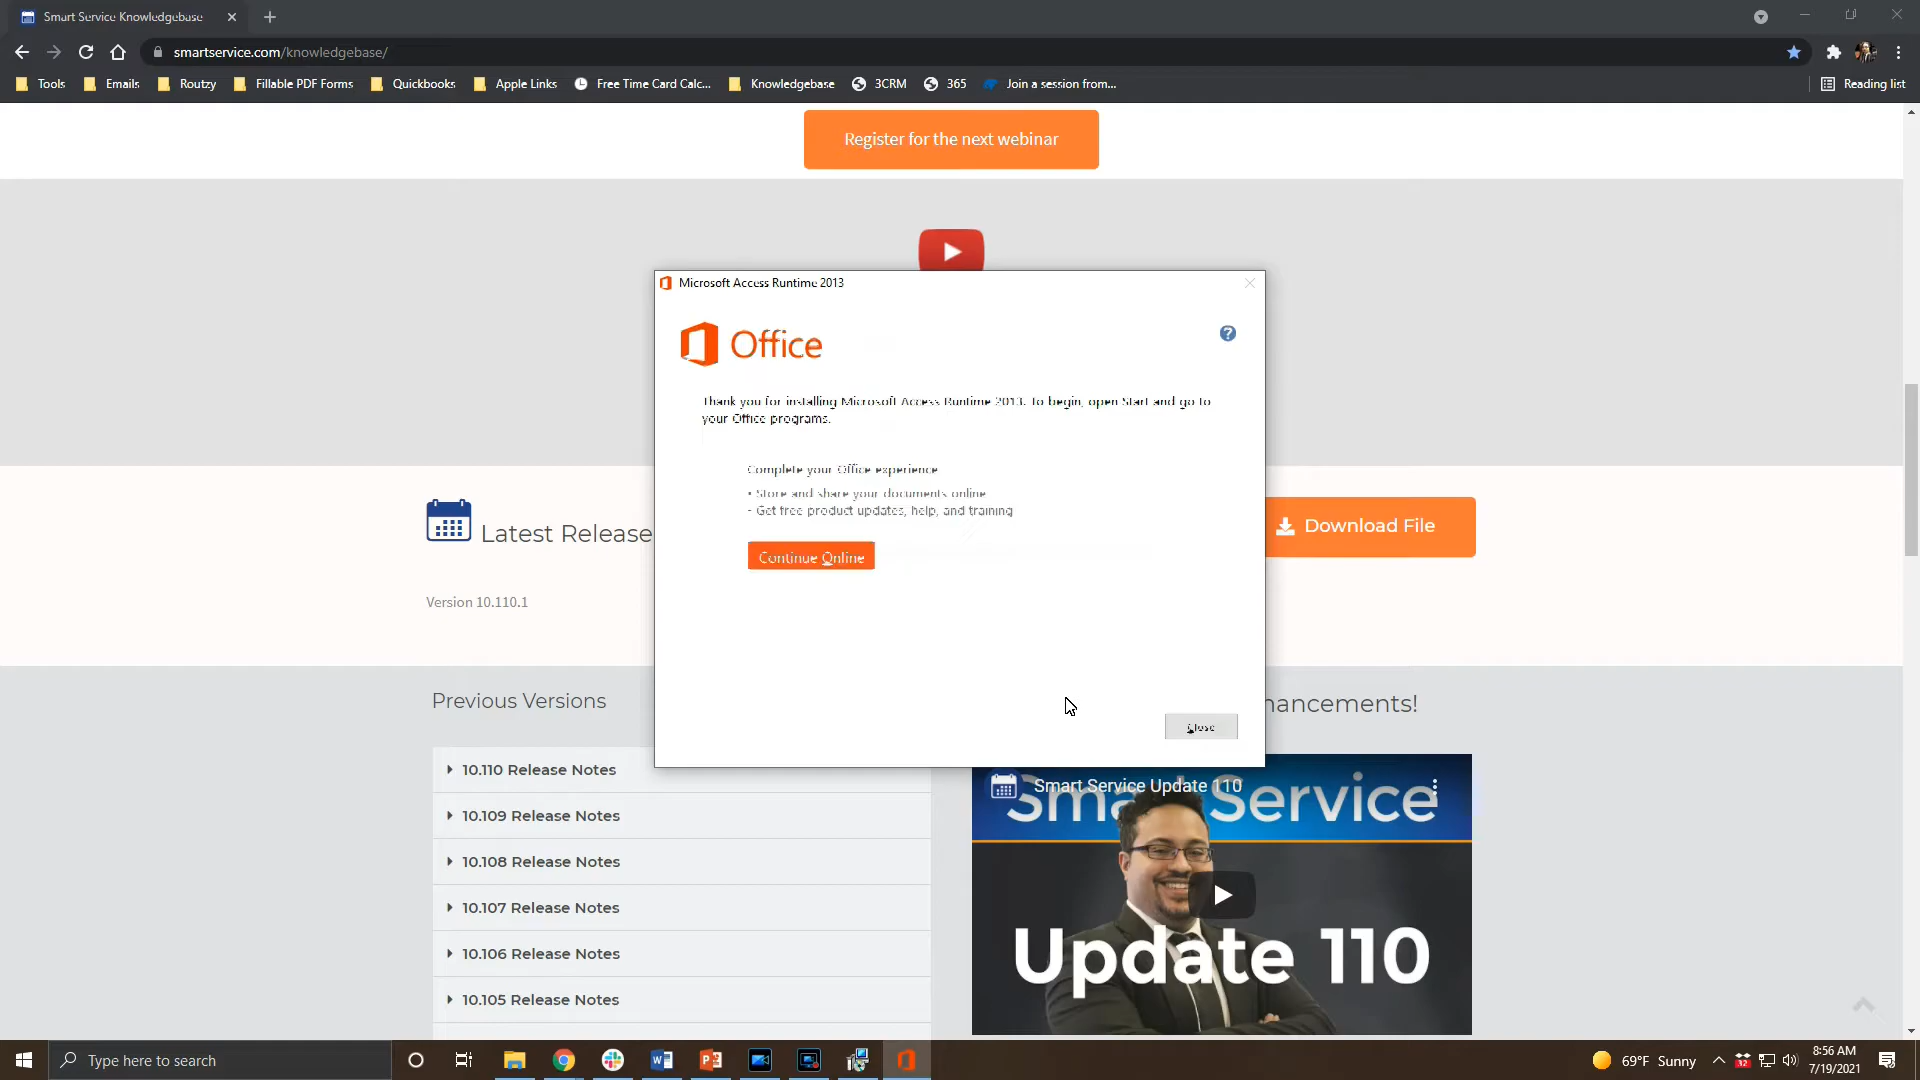 Smart Service Knowledgebase
smartservice.com/knowledgebase/
Tools Emails Routzy Fillable PDF Forms Quickbooks Apple Links Free Time Card Calc... Knowledgebase 3CRM 365 Join a session from... Reading list
Register for the next webinar
Microsoft Access Runtime 2013
Office
Thank you for installing Microsoft Access Runtime 2013. To begin, open Start and go to
your Office programs.
Complete your Office experience
• Store and share your documents online
- Get free product updates, help, and training
Continue Online
Close
Latest Release
Download File
Version 10.110.1
Previous Versions
nancements!
10.110 Release Notes
10.109 Release Notes
10.108 Release Notes
10.107 Release Notes
10.106 Release Notes
10.105 Release Notes
Smart Service Update 110
Smart Service
Update 110
Type here to search
69°F Sunny
8:56 AM
7/19/2021